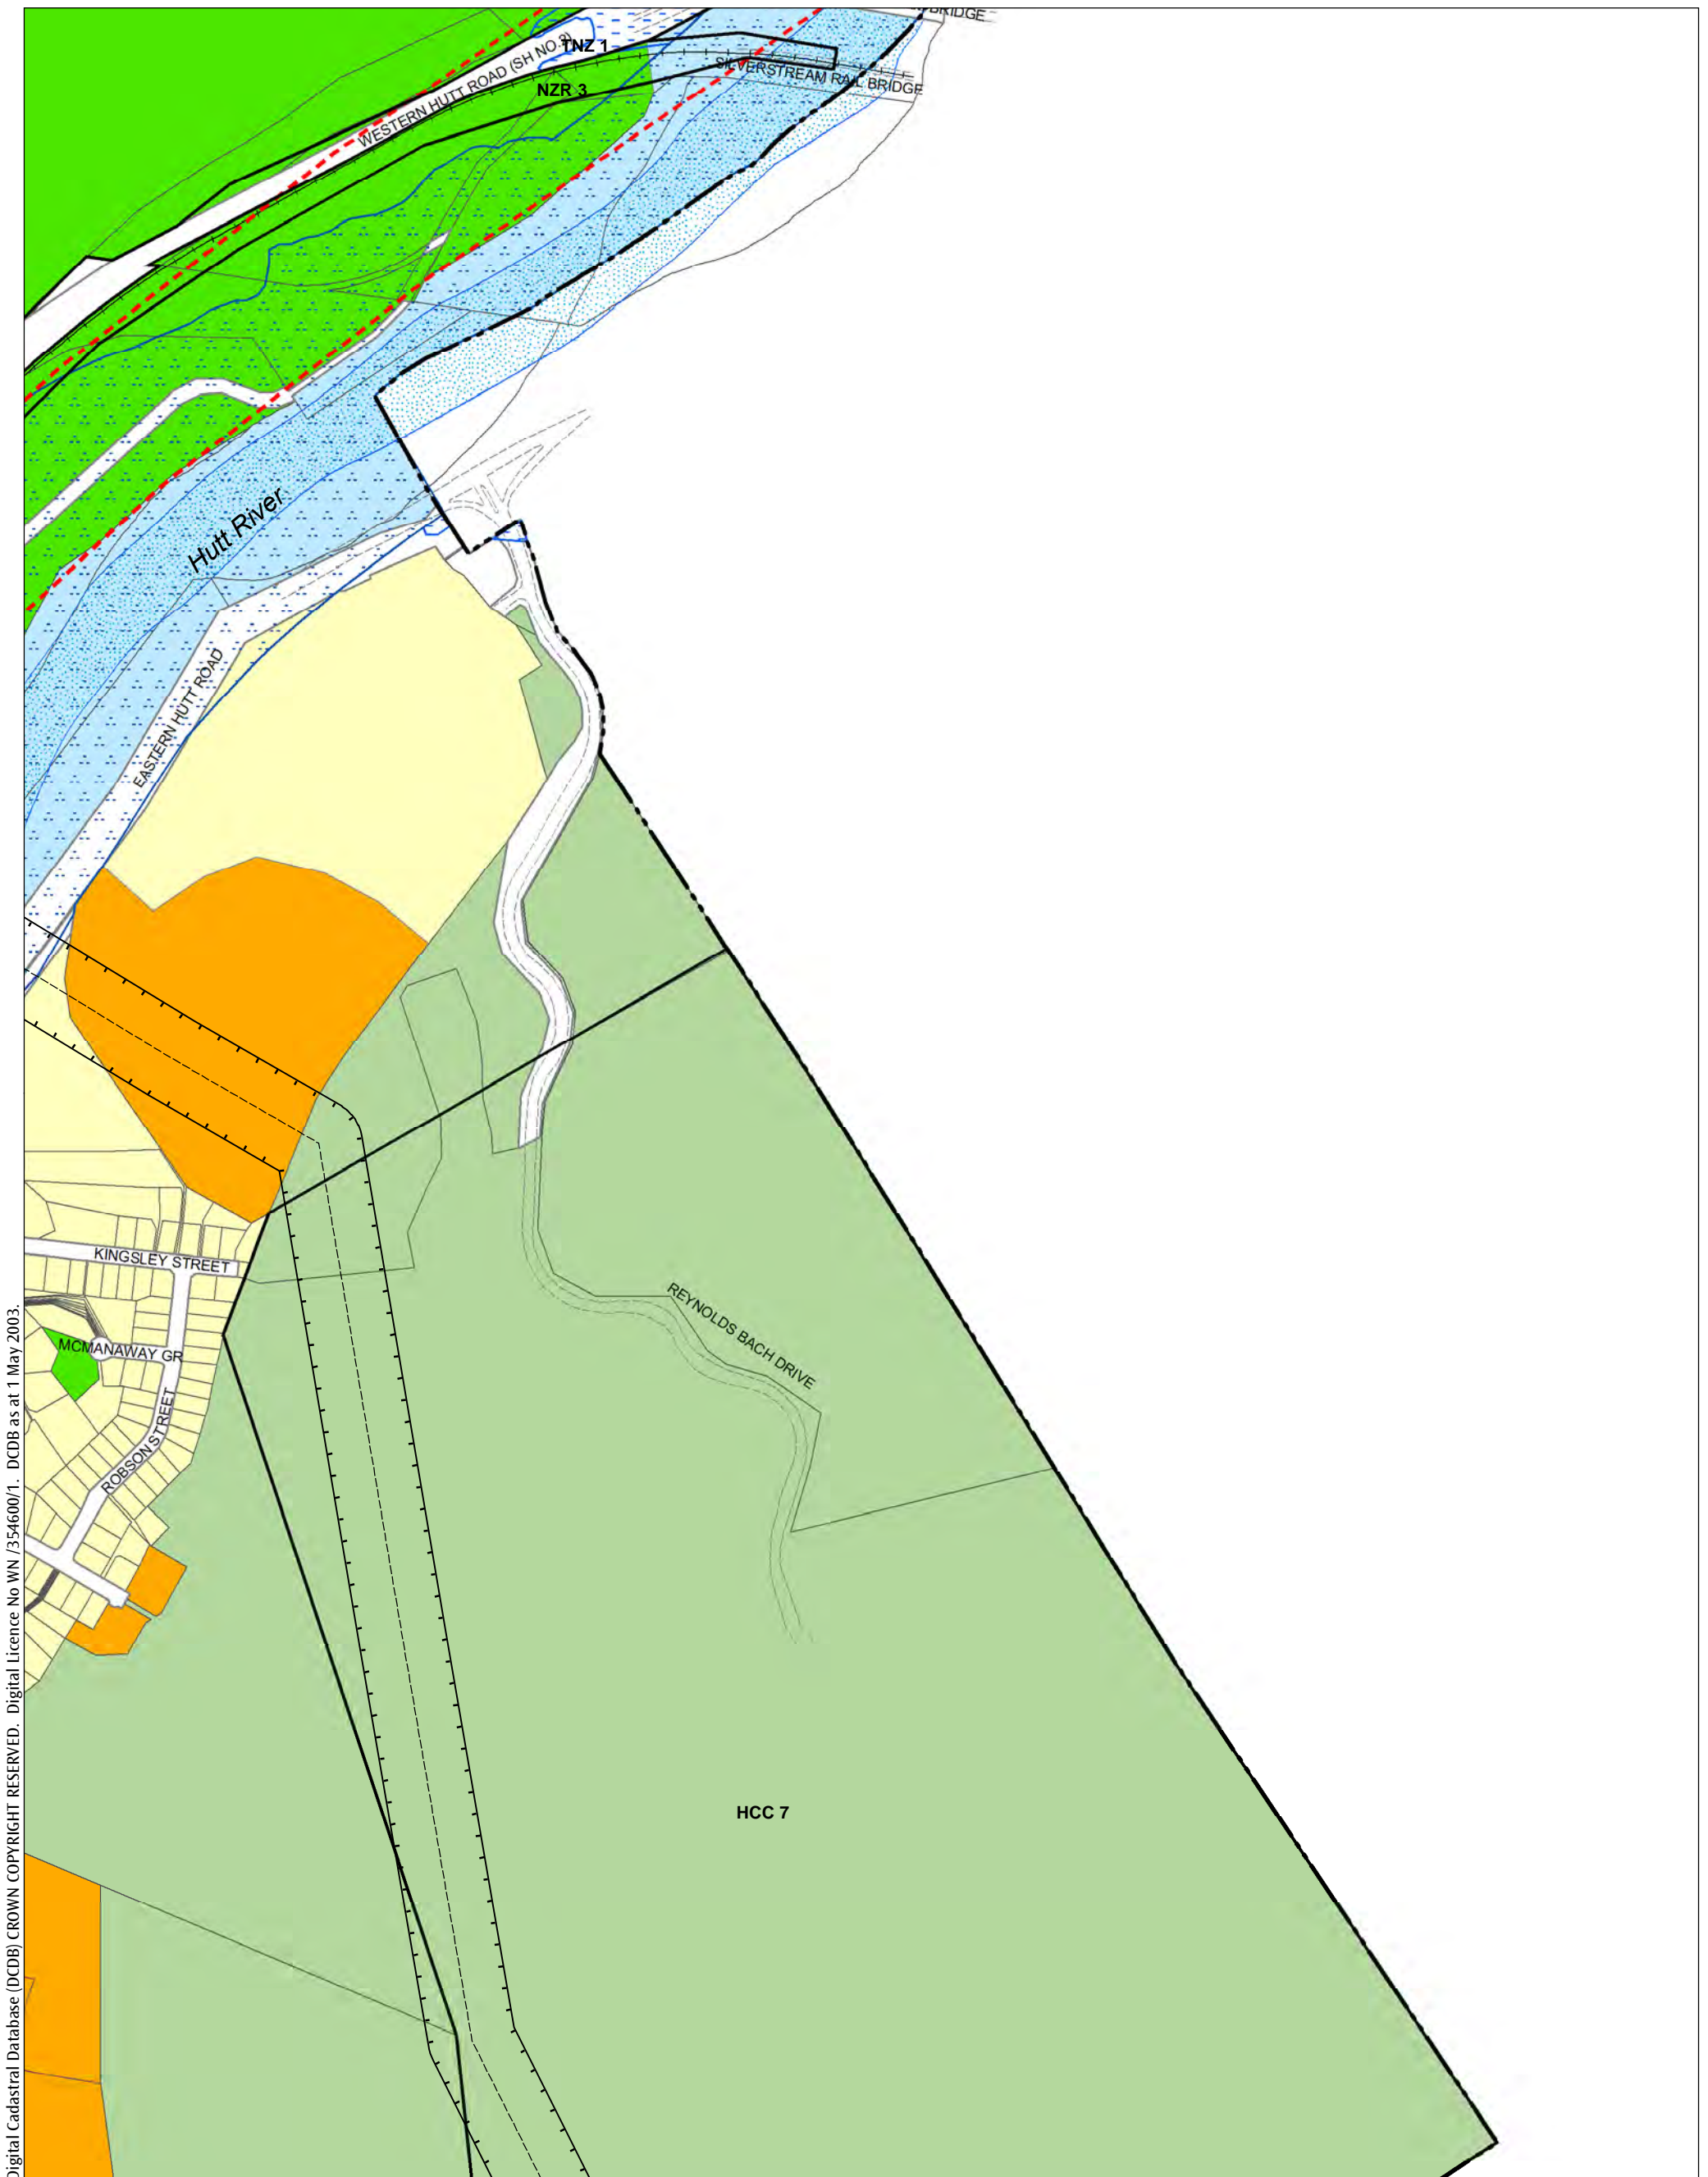 BRIDGE
TNZ 1
WESTERN HUTT ROAD (SH NO.2)
SILVERSTREAM RAIL BRIDGE
NZR 3
Hutt River
EASTERN HUTT ROAD
KINGSLEY STREET
REYNOLDS BACH DRIVE
MCMANAWAY GR
ROBSON STREET
HCC 7
Digital Cadastral Database (DCDB) CROWN COPYRIGHT RESERVED. Digital Licence No WN /354600/1. DCDB as at 1 May 2003.